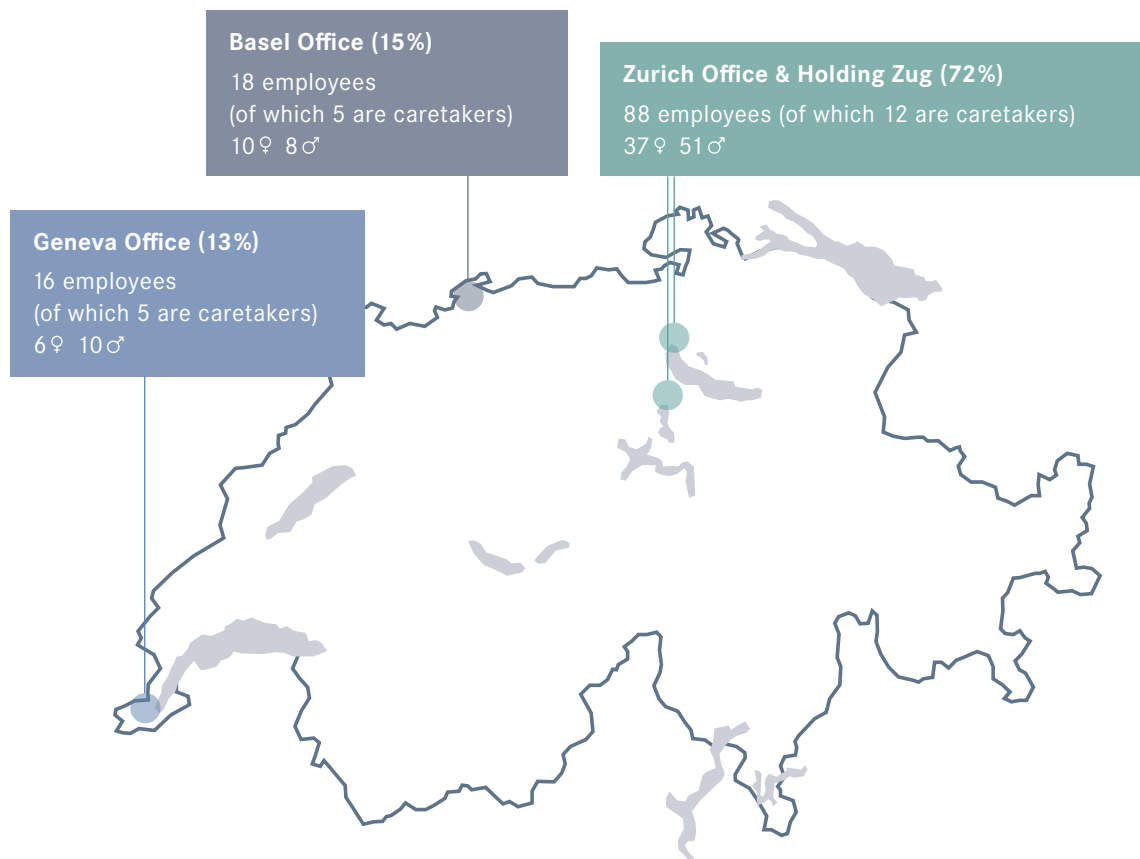 Basel Office (15%)
18 employees
(of which 5 are caretakers)
10♀ 8♂
Zurich Office & Holding Zug (72%)
88 employees (of which 12 are caretakers)
37♀ 51♂
Geneva Office (13%)
16 employees
(of which 5 are caretakers)
6♀ 10♂